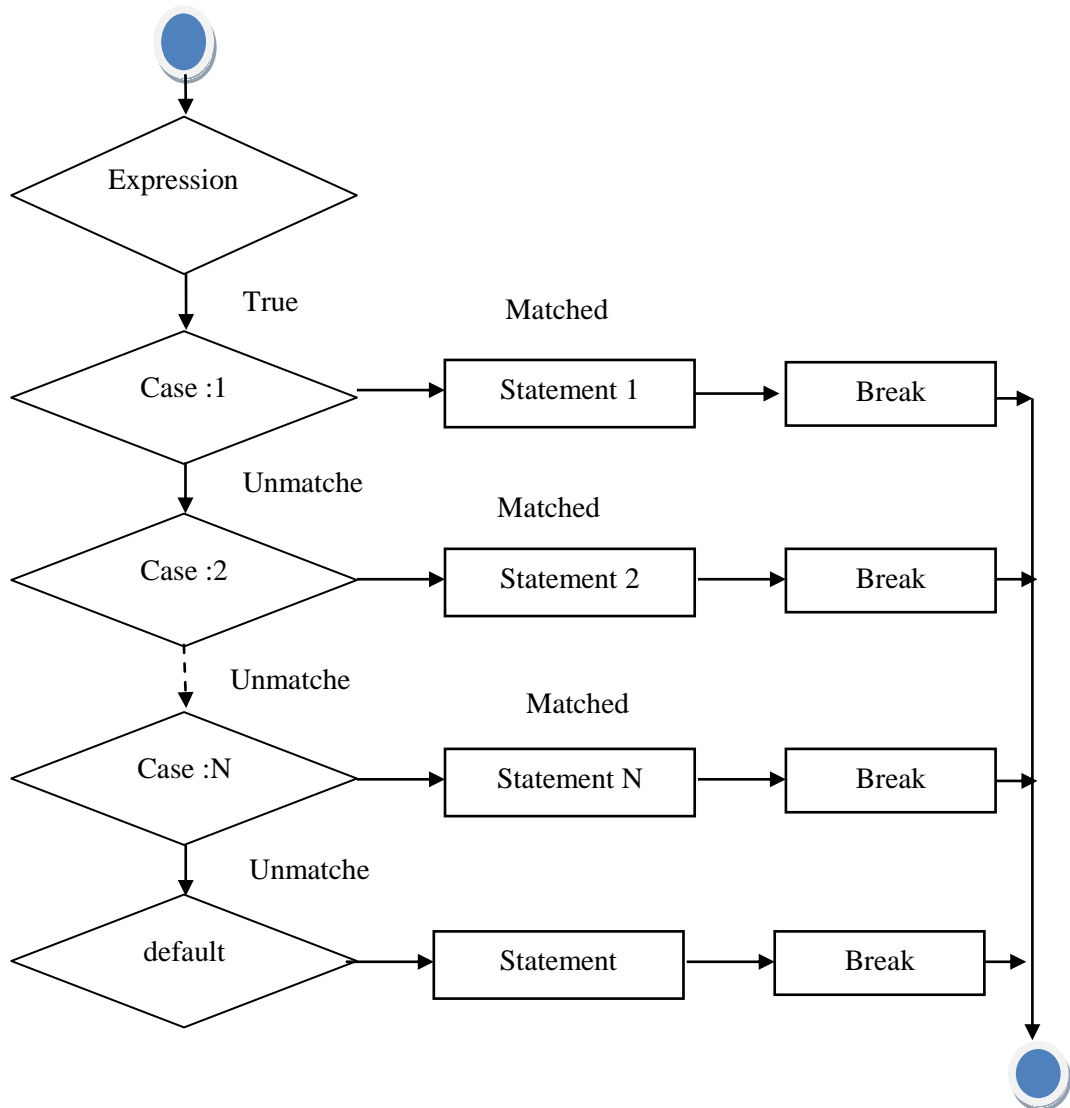 Expression
True
Matched
Case :1
Statement 1
Break
Unmatche
Matched
Case :2
Statement 2
Break
Unmatche
Matched
Case :N
Statement N
Break
Unmatche
default
Statement
Break